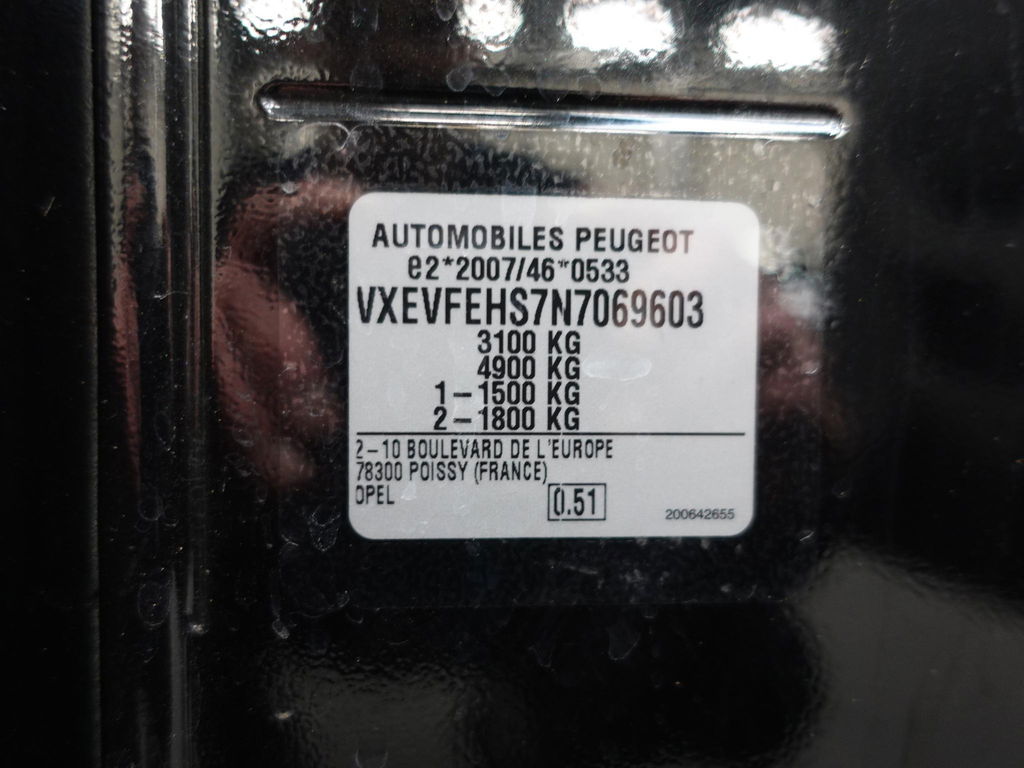 AUTOMOBILES PEUGEOT
e2*2007/46*0533
VXEVFEHS7N7069603
3100 KG
4900 KG
1-1500 KG
2-1800 KG
2-10 BOULEVARD DE L'EUROPE
78300 POISSY (FRANCE)
OPEL
0.51
200642655